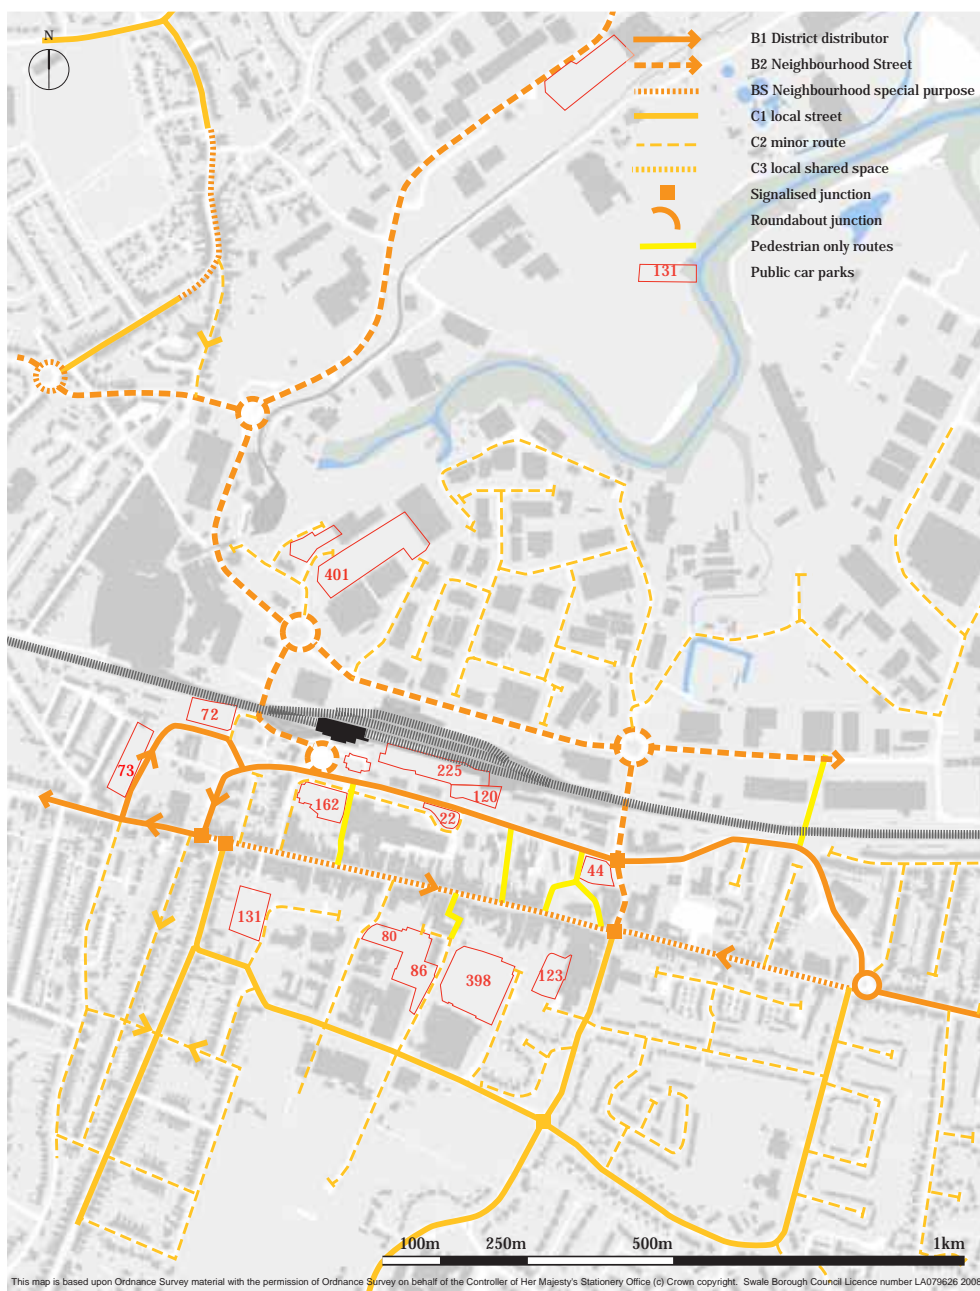 N
B1 District distributor
B2 Neighbourhood Street
BS Neighbourhood special purpose
C1 local street
C2 minor route
C3 local shared space
Signalised junction
Roundabout junction
Pedestrian only routes
131 Public car parks
401
72
73
225
120
162
22
44
131
80
86
398
123
100m 250m 500m 1km
This map is based upon Ordnance Survey material with the permission of Ordnance Survey on behalf of the Controller of Her Majesty's Stationery Office (c) Crown copyright. Swale Borough Council Licence number LA079626 2008